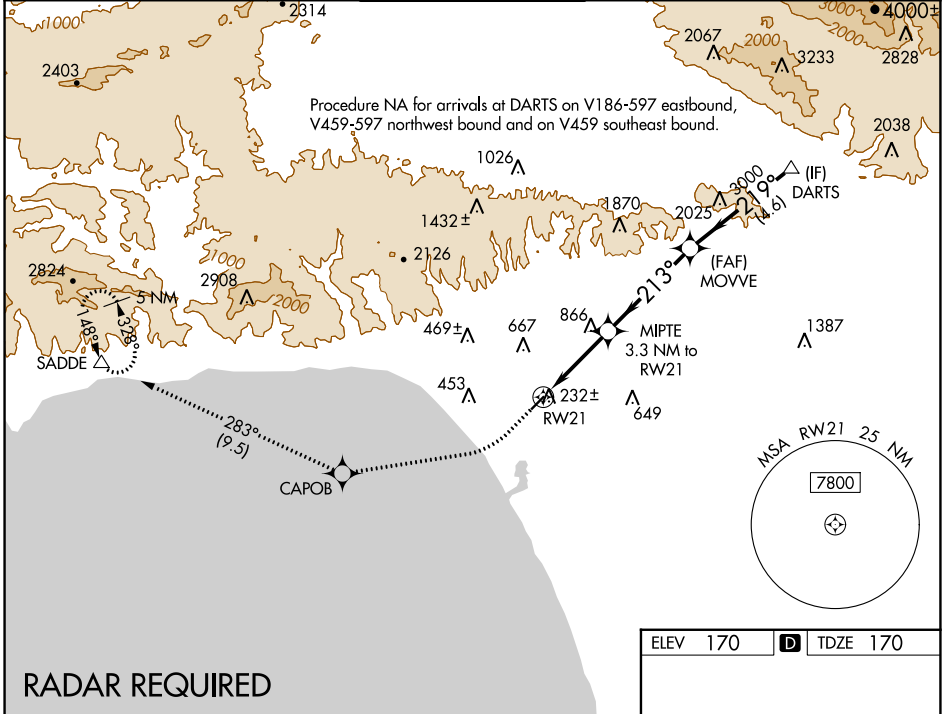 1000
2314
3000
4000±
2000
2067
2000
2828
2403
3233
Procedure NA for arrivals at DARTS on V186-597 eastbound,
V459-597 northwest bound and on V459 southeast bound.
2038
1026
(IF)
DARTS
3000
219°
(4.6)
1432±
1870
2025
2126
1000
(FAF)
MOVVE
2824
2908
2000
5 NM
213°
148°
328°
469±
667
866
MIPTE
3.3 NM to
RW21
1387
SADDE
453
232±
RW21
649
283°
(9.5)
CAPOB
MSA RW21 25 NM
7800
ELEV 170 D TDZE 170
RADAR REQUIRED